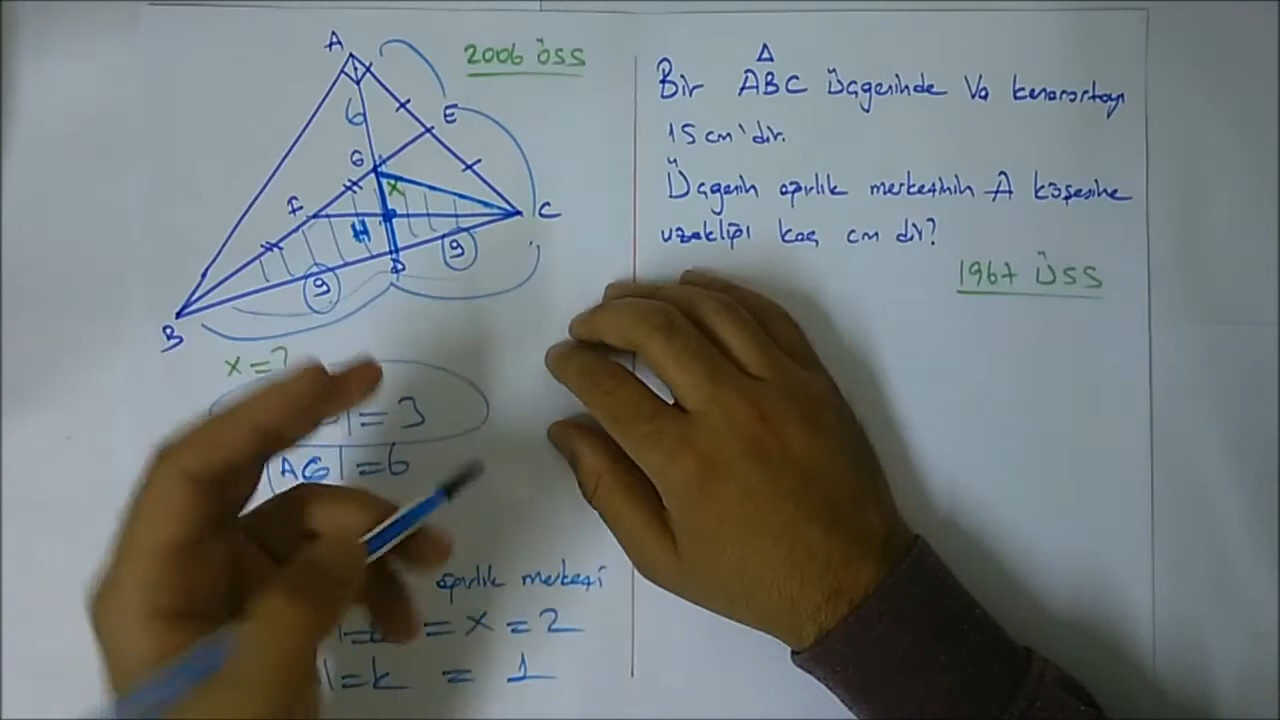 2006 ÖSS
A
6
E
G
x
F
C
H
D
9
9
B
x=?
|=3
|AG|=6
ağırlık merkezi
= x = 2
|=k = 1
Bir ABC üçgeninde Va kenarortayı
15 cm'dir.
Üçgenin ağırlık merkezinin A köşesine
uzaklığı kaç cm dir?
1967 ÜSS